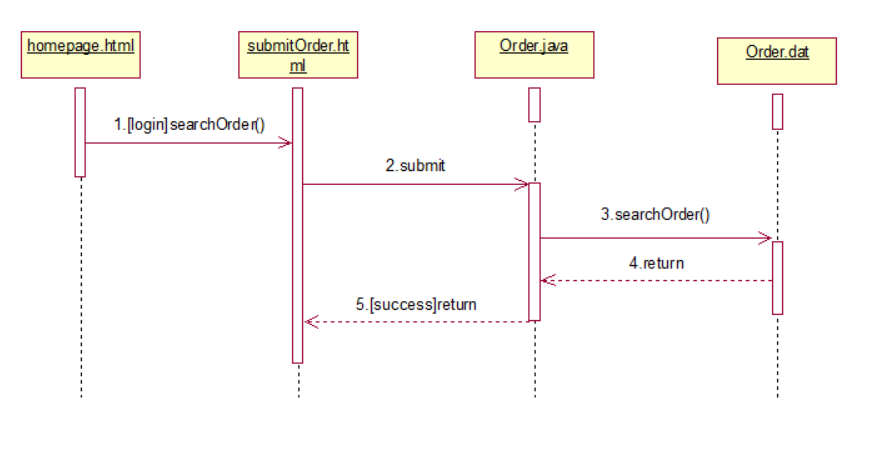 homepage.html
submitOrder.ht
ml
Order.java
Order.dat
1.[login]searchOrder()
2.submit
3.searchOrder()
4.return
5.[success]return